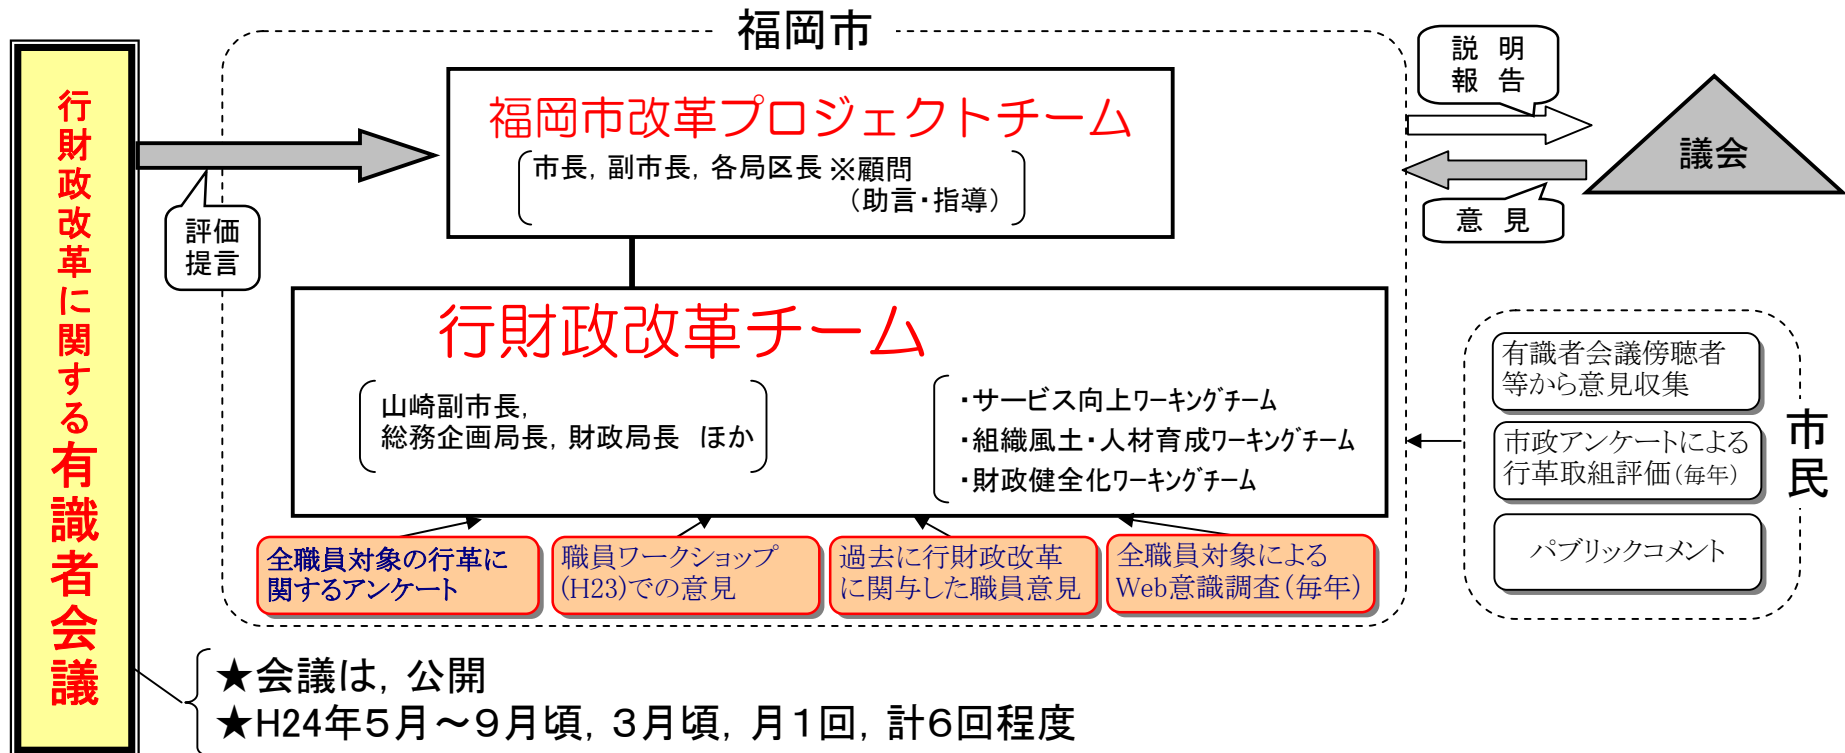 福岡市
行財政改革に関する有識者会議
評価
提言
福岡市改革プロジェクトチーム
市長，副市長，各局区長 ※顧問
（助言・指導）
説 明
報 告
議会
意 見
行財政改革チーム
山崎副市長，
総務企画局長，財政局長 ほか
・サービス向上ﾜｰｷﾝｸﾞﾁｰﾑ
・組織風土・人材育成ﾜｰｷﾝｸﾞﾁｰﾑ
・財政健全化ﾜｰｷﾝｸﾞﾁｰﾑ
全職員対象の行革に
関するアンケート
職員ワークショップ
(H23)での意見
過去に行財政改革
に関与した職員意見
全職員対象による
Web意識調査（毎年）
市民
有識者会議傍聴者
等から意見収集
市政アンケートによる
行革取組評価（毎年）
パブリックコメント
★会議は，公開
★H24年５月～９月頃，３月頃，月１回，計６回程度